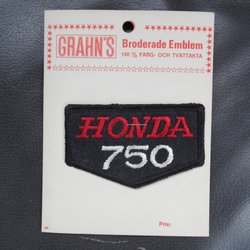 GRAHN'S
Broderade Emblem
100 % FÄRG- OCH TVÄTTÄKTA
HONDA
750
Pris: